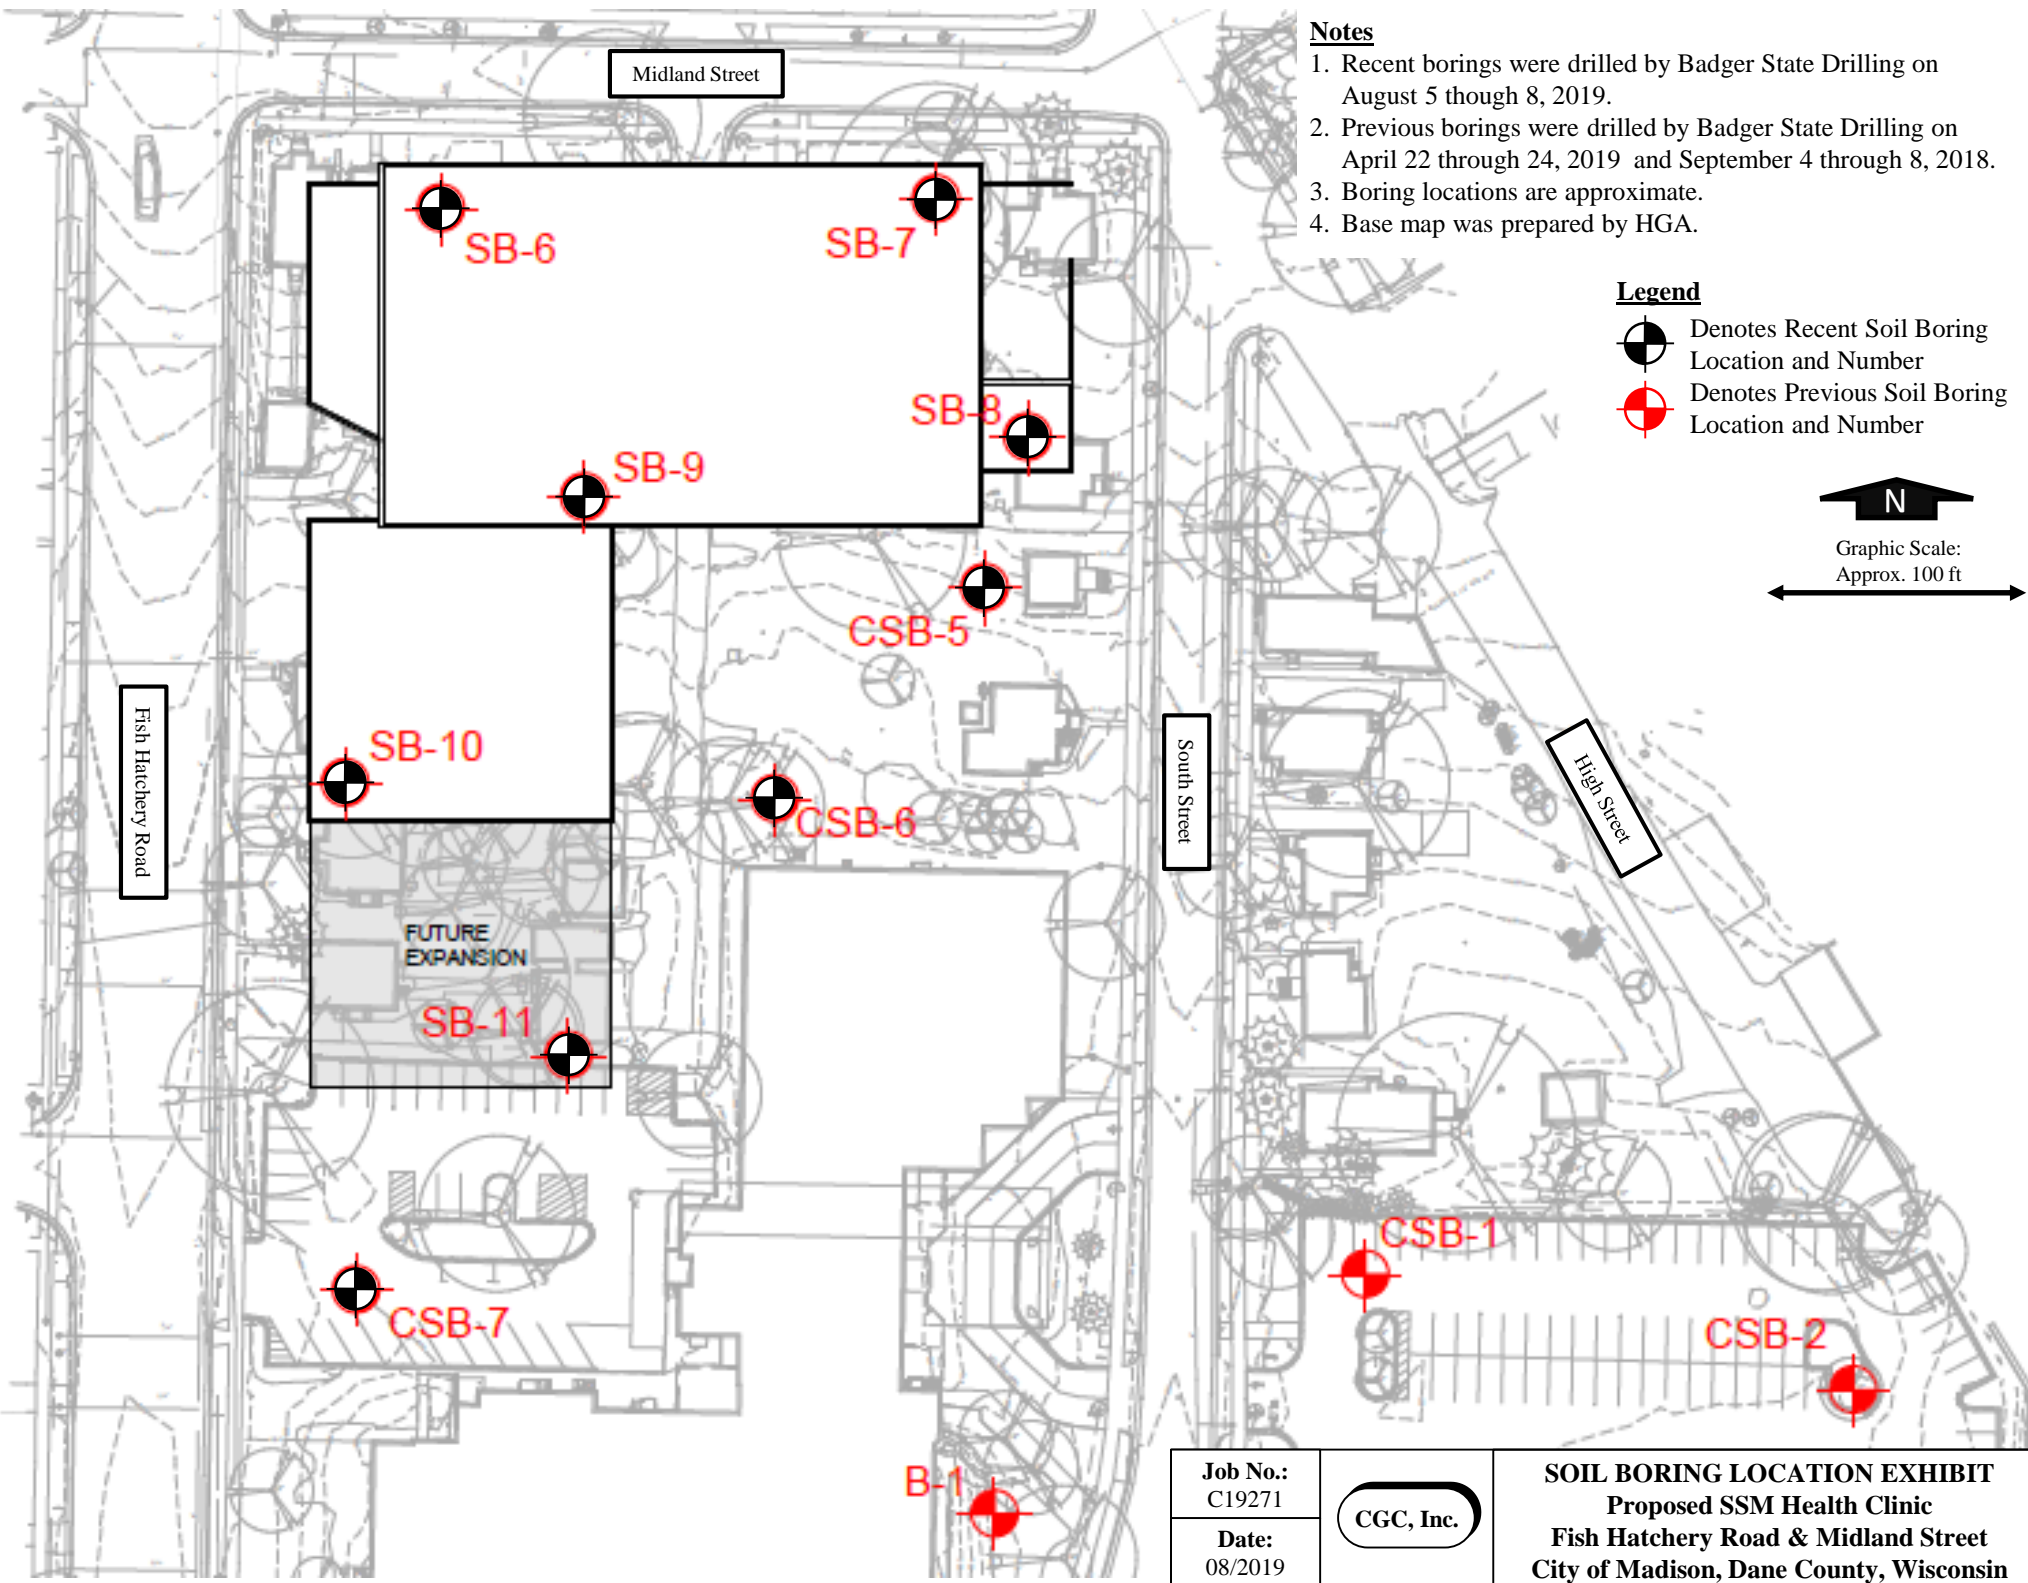 Midland Street
Notes
1. Recent borings were drilled by Badger State Drilling on
August 5 though 8, 2019.
2. Previous borings were drilled by Badger State Drilling on
April 22 through 24, 2019 and September 4 through 8, 2018.
3. Boring locations are approximate.
4. Base map was prepared by HGA.
Legend
Denotes Recent Soil Boring
Location and Number
Denotes Previous Soil Boring
Location and Number
N
Graphic Scale:
Approx. 100 ft
SB-6
SB-7
SB-8
SB-9
CSB-5
SB-10
CSB-6
Fish Hatchery Road
South Street
High Street
FUTURE
EXPANSION
SB-11
CSB-7
CSB-1
CSB-2
B-1
Job No.:
C19271
Date:
08/2019
CGC, Inc.
SOIL BORING LOCATION EXHIBIT
Proposed SSM Health Clinic
Fish Hatchery Road & Midland Street
City of Madison, Dane County, Wisconsin